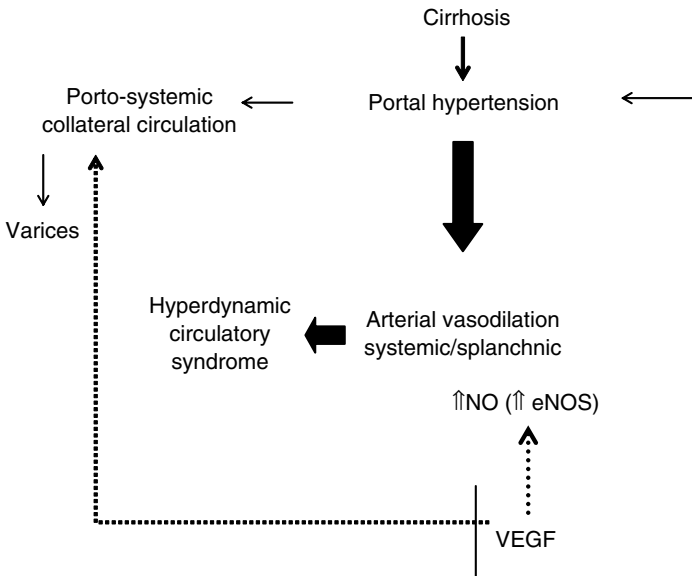 Cirrhosis
Porto-systemic
collateral circulation
Portal hypertension
Varices
Hyperdynamic
circulatory
syndrome
Arterial vasodilation
systemic/splanchnic
⇑NO (⇑ eNOS)
VEGF